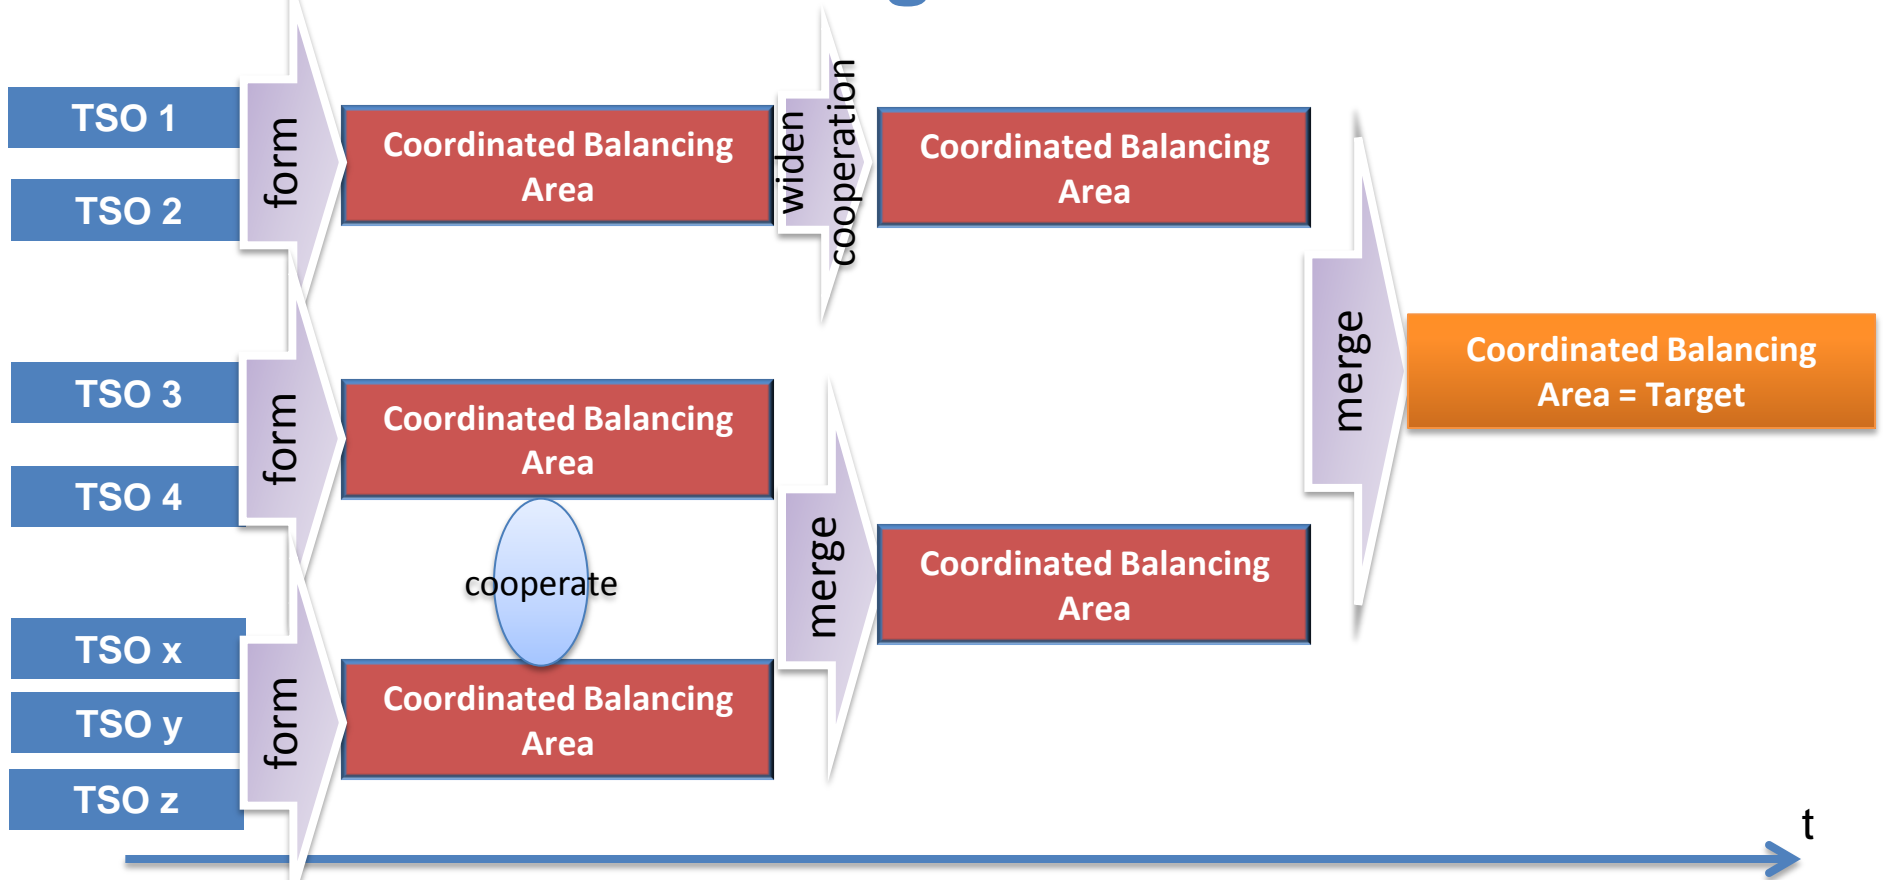 TSO 1
TSO 2
form
Coordinated Balancing
Area
widen
cooperation
Coordinated Balancing
Area
TSO 3
TSO 4
form
Coordinated Balancing
Area
cooperate
merge
Coordinated Balancing
Area
merge
Coordinated Balancing
Area = Target
TSO x
TSO y
TSO z
form
Coordinated Balancing
Area
t